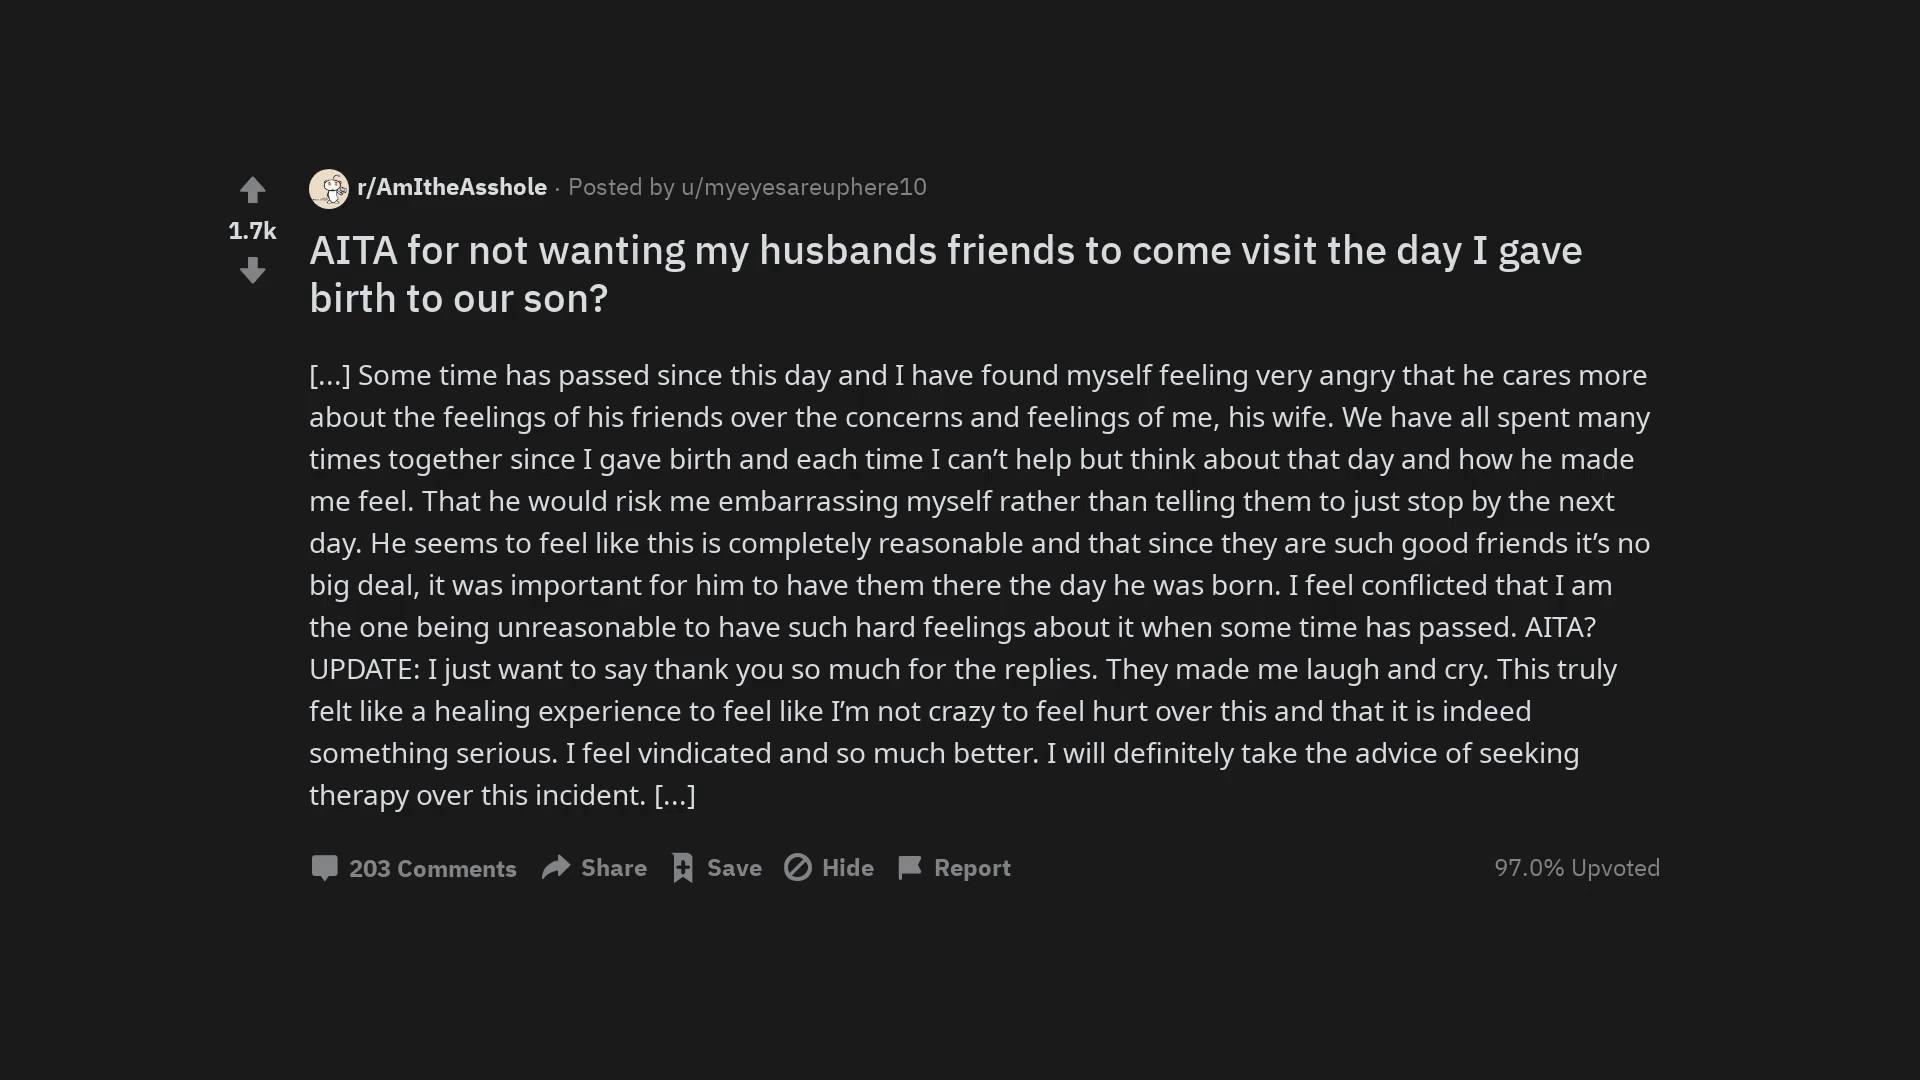 r/AmItheAsshole · Posted by u/myeyesareuphere10
1.7k
AITA for not wanting my husbands friends to come visit the day I gave
birth to our son?
[...] Some time has passed since this day and I have found myself feeling very angry that he cares more
about the feelings of his friends over the concerns and feelings of me, his wife. We have all spent many
times together since I gave birth and each time I can’t help but think about that day and how he made
me feel. That he would risk me embarrassing myself rather than telling them to just stop by the next
day. He seems to feel like this is completely reasonable and that since they are such good friends it’s no
big deal, it was important for him to have them there the day he was born. I feel conflicted that I am
the one being unreasonable to have such hard feelings about it when some time has passed. AITA?
UPDATE: I just want to say thank you so much for the replies. They made me laugh and cry. This truly
felt like a healing experience to feel like I’m not crazy to feel hurt over this and that it is indeed
something serious. I feel vindicated and so much better. I will definitely take the advice of seeking
therapy over this incident. [...]
203 Comments Share Save Hide Report 97.0% Upvoted